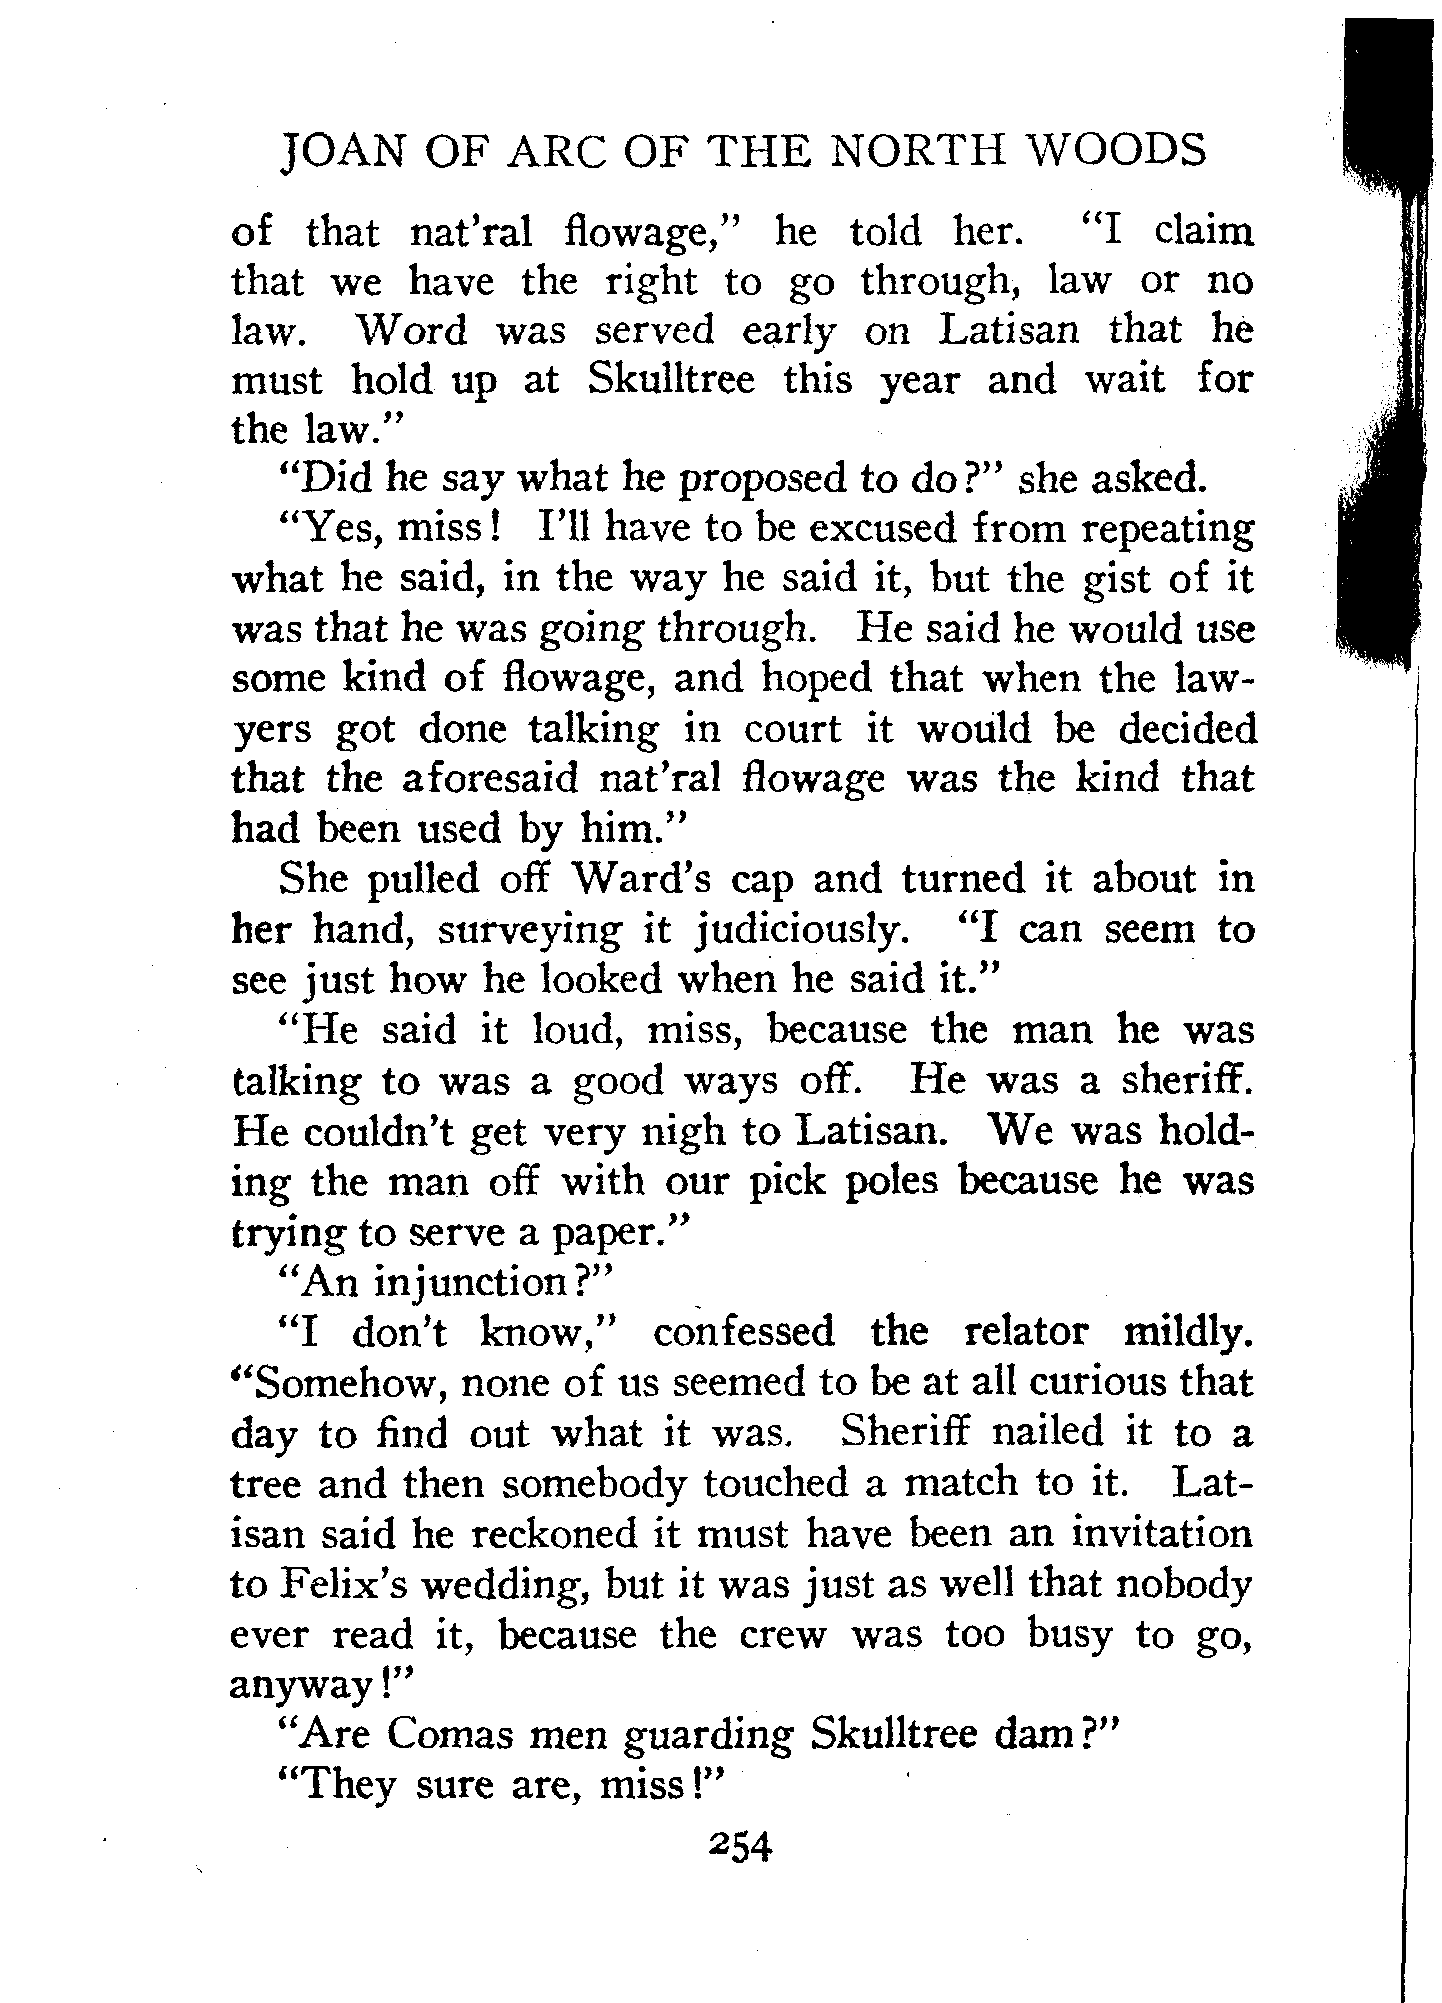 JOAN OF ARC OF THE NORTH WOODS
of that nat'ral flowage," he told her. "I claim
that we have the right to go through, law or no
law. Word was served early on Latisan that he
must hold up at Skulltree this year and wait for
the law."
"Did he say what he proposed to do?" she asked.
"Yes, miss! I'll have to be excused from repeating
what he said, in the way he said it, but the gist of it
was that he was going through. He said he would use
some kind of flowage, and hoped that when the law-
yers got done talking in court it would be decided
that the aforesaid nat'ral flowage was the kind that
had been used by him."
She pulled off Ward's cap and turned it about in
her hand, surveying it judiciously. "I can seem to
see just how he looked when he said it."
"He said it loud, miss, because the man he was
talking to was a good ways off. He was a sheriff.
He couldn't get very nigh to Latisan. We was hold-
ing the man off with our pick poles because he was
trying to serve a paper."
"An injunction?"
"I don't know," confessed the relator mildly.
"Somehow, none of us seemed to be at all curious that
day to find out what it was. Sheriff nailed it to a
tree and then somebody touched a match to it. Lat-
isan said he reckoned it must have been an invitation
to Felix's wedding, but it was just as well that nobody
ever read it, because the crew was too busy to go,
anyway!"
"Are Comas men guarding Skulltree dam?"
"They sure are, miss!"
254